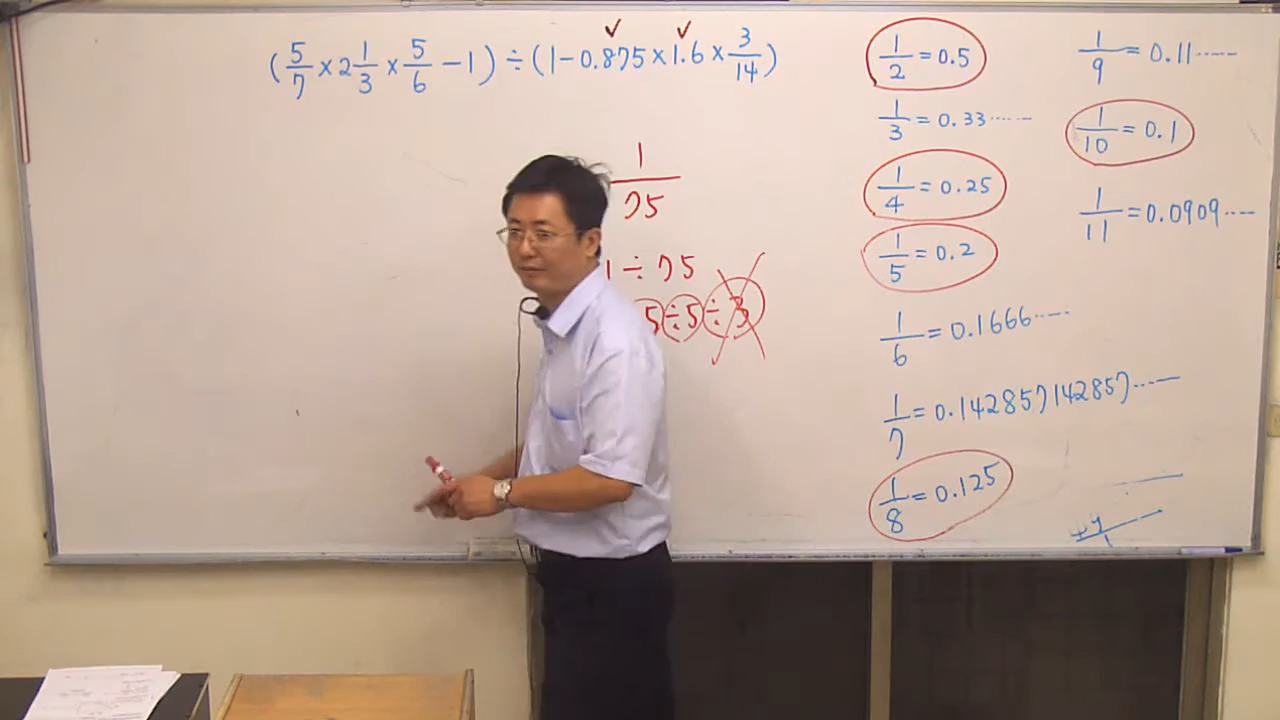 (5/7 × 2 1/3 × 5/6 − 1) ÷ (1 − 0.875 × 1.6 × 3/14)
1/75
1 ÷ 75
5 ÷ 5 ÷ 3
1/2 = 0.5
1/3 = 0.33……
1/4 = 0.25
1/5 = 0.2
1/6 = 0.1666……
1/7 = 0.142857142857……
1/8 = 0.125
1/9 = 0.11……
1/10 = 0.1
1/11 = 0.0909……